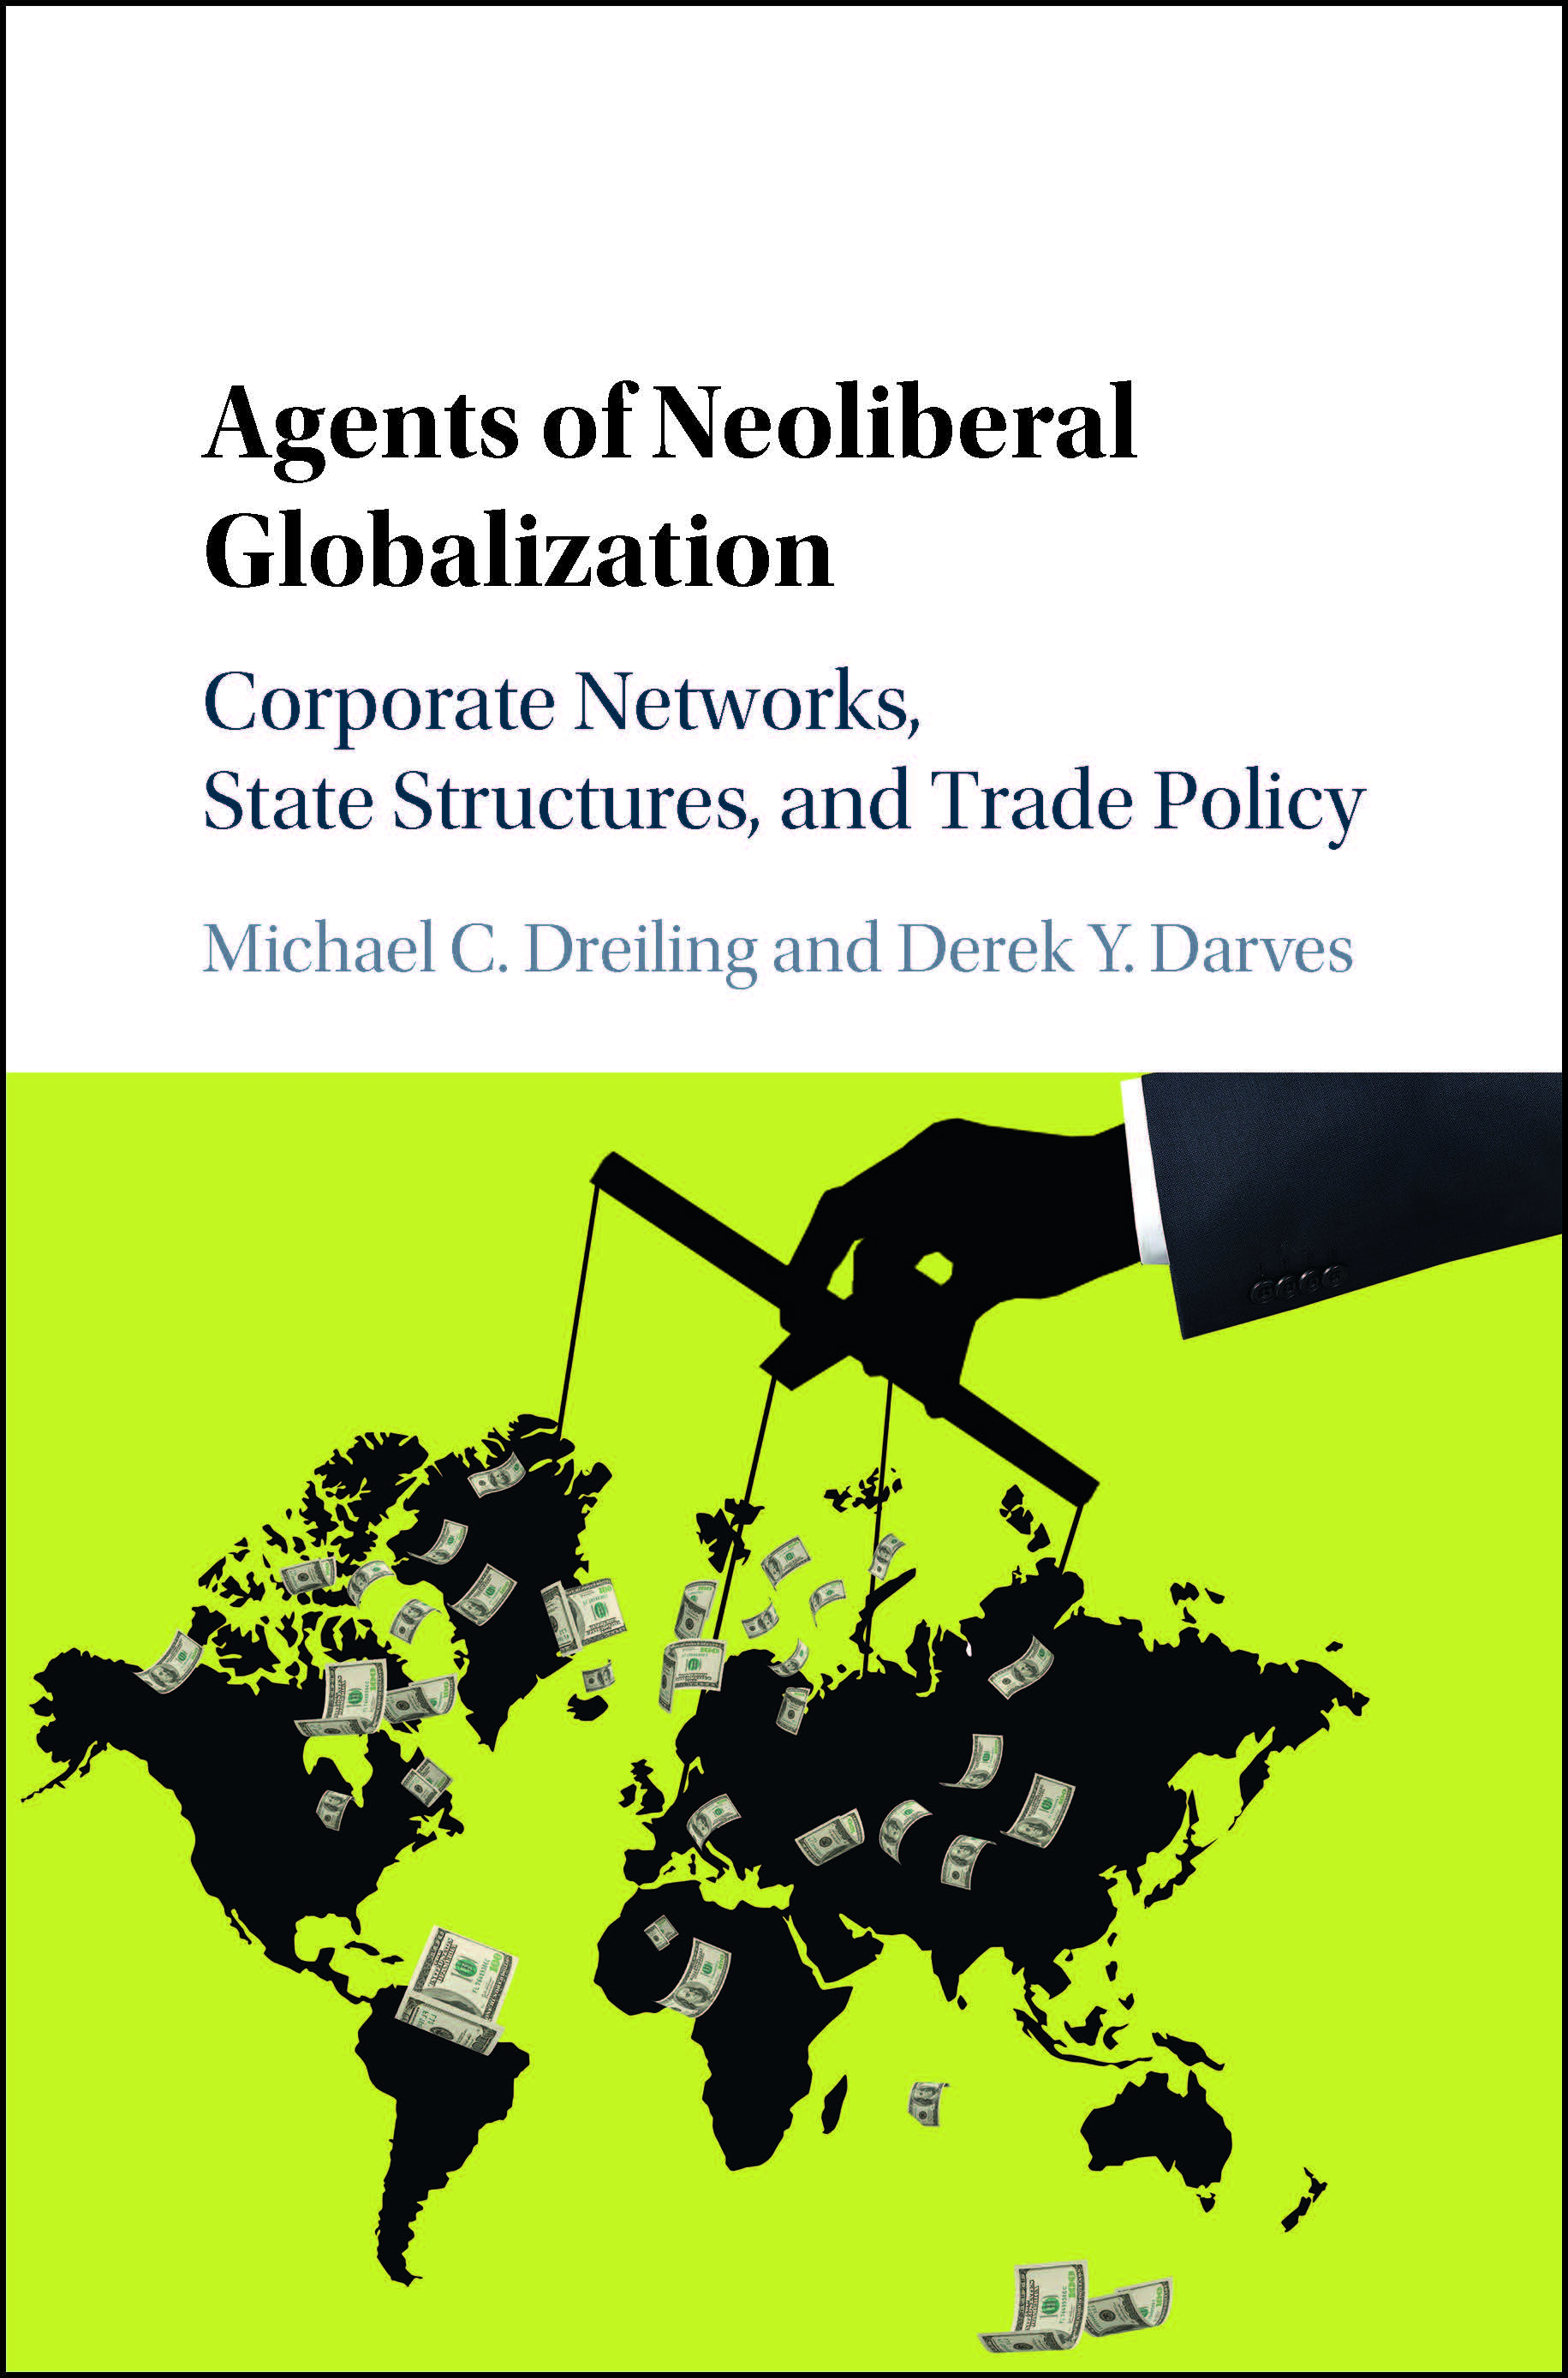 Agents of Neoliberal
Globalization
Corporate Networks,
State Structures, and Trade Policy
Michael C. Dreiling and Derek Y. Darves